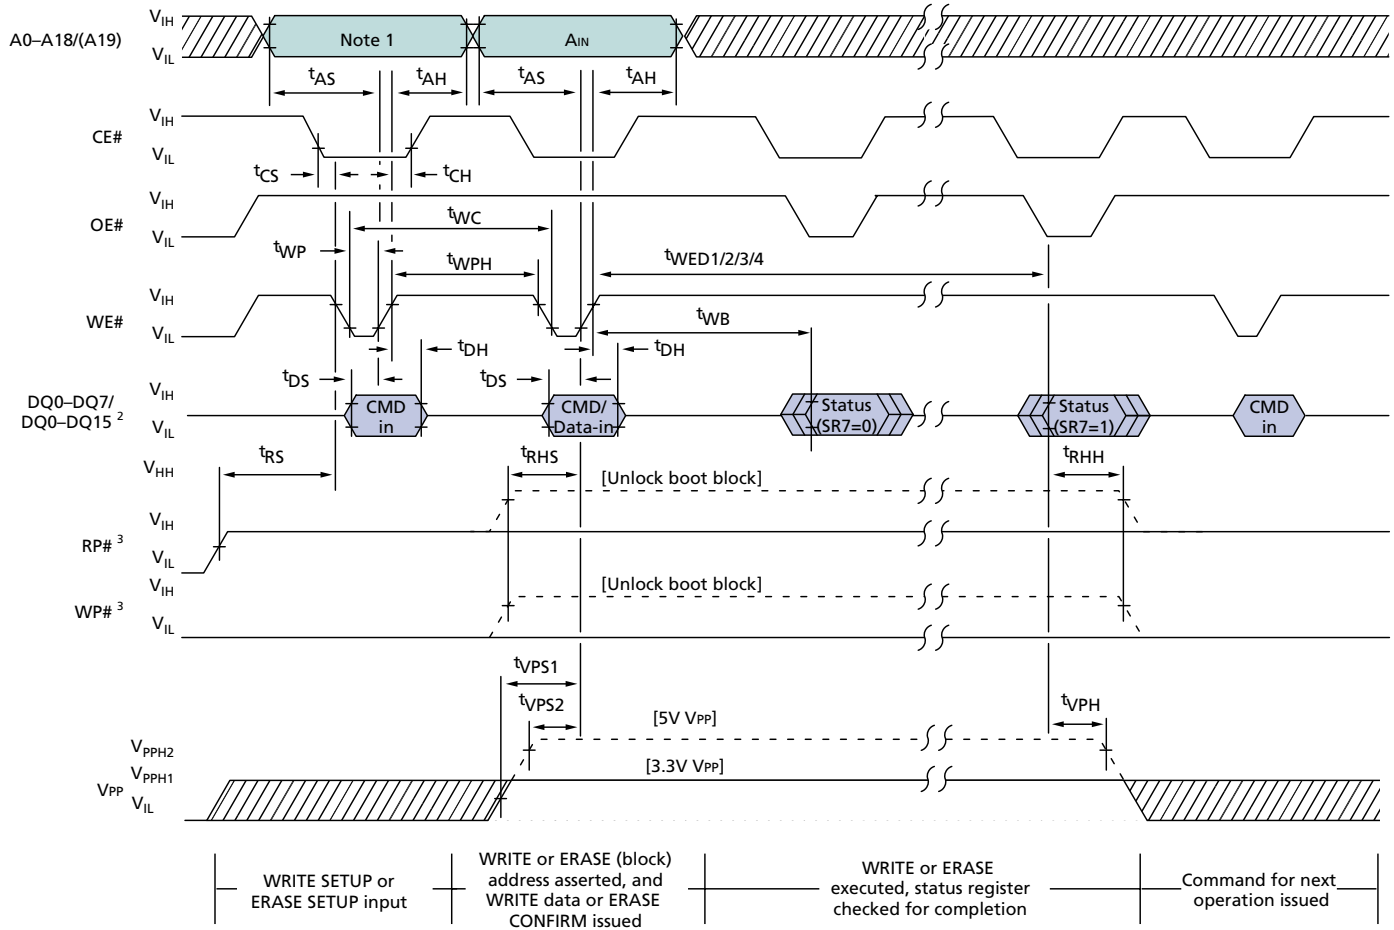 VIH
A0–A18/(A19)
Note 1
AIN
VIL
tAS
tAH
tAS
tAH
VIH
CE#
VIL
tCS
tCH
VIH
OE#
VIL
tWC
tWP
tWPH
tWED1/2/3/4
VIH
WE#
VIL
tWB
tDH
tDH
tDS
tDS
VIH
DQ0–DQ7/
DQ0–DQ15 2
VIL
CMD
in
CMD/
Data-in
Status
(SR7=0)
Status
(SR7=1)
CMD
in
VHH
tRS
tRHS
[Unlock boot block]
tRHH
VIH
RP# 3
VIL
VIH
WP# 3
VIL
[Unlock boot block]
tVPS1
tVPS2
[5V VPP]
tVPH
VPPH2
VPPH1
[3.3V VPP]
VPP
VIL
WRITE SETUP or
ERASE SETUP input
WRITE or ERASE (block)
address asserted, and
WRITE data or ERASE
CONFIRM issued
WRITE or ERASE
executed, status register
checked for completion
Command for next
operation issued